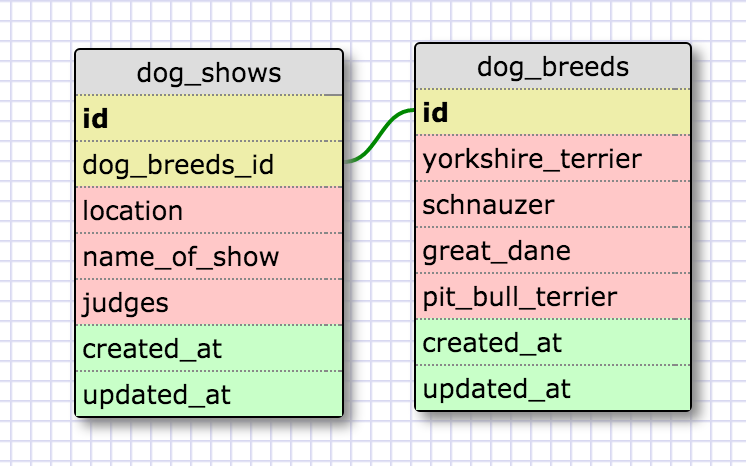 dog_shows
id
dog_breeds_id
location
name_of_show
judges
created_at
updated_at
dog_breeds
id
yorkshire_terrier
schnauzer
great_dane
pit_bull_terrier
created_at
updated_at